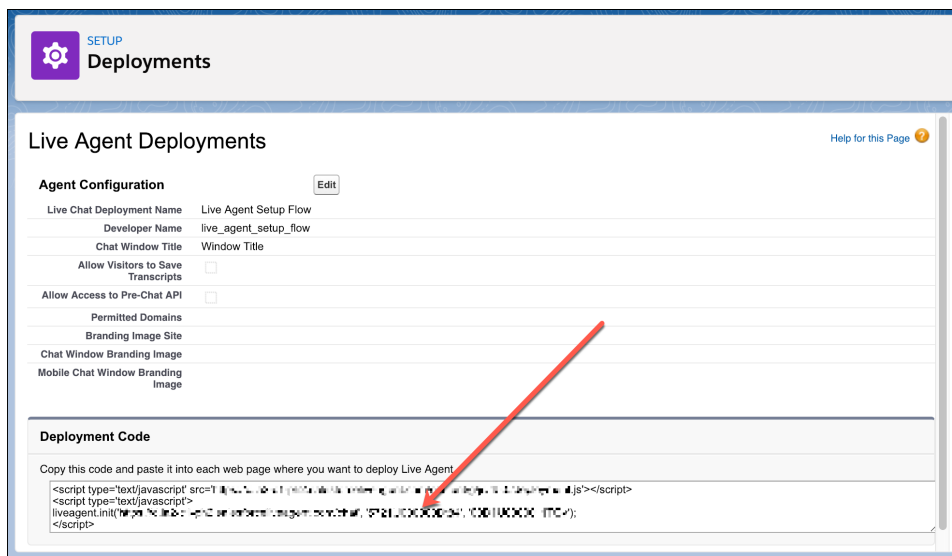 SETUP
Deployments
Live Agent Deployments
Help for this Page ?
Agent Configuration
Edit
Live Chat Deployment Name Live Agent Setup Flow
Developer Name live_agent_setup_flow
Chat Window Title Window Title
Allow Visitors to Save
Transcripts
Allow Access to Pre-Chat API
Permitted Domains
Branding Image Site
Chat Window Branding Image
Mobile Chat Window Branding
Image
Deployment Code
Copy this code and paste it into each web page where you want to deploy Live Agent
<script type='text/javascript' src='.js'></script>
<script type='text/javascript'>
liveagent.init('
</script>